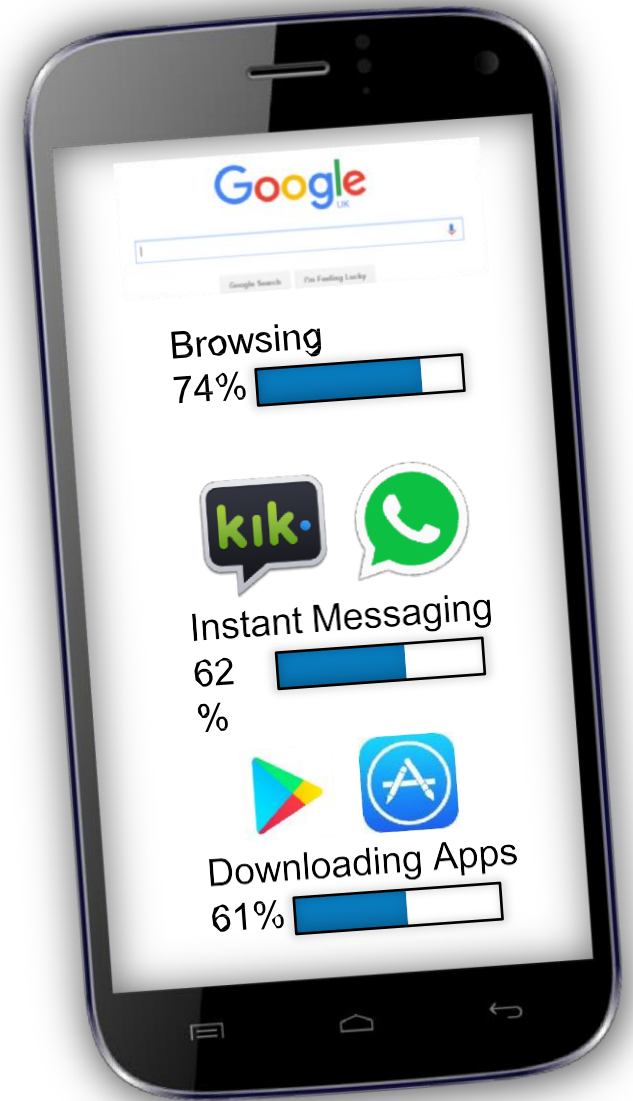 Google
UK
Google Search I'm Feeling Lucky
Browsing
74%
kik
Instant Messaging
62
%
Downloading Apps
61%